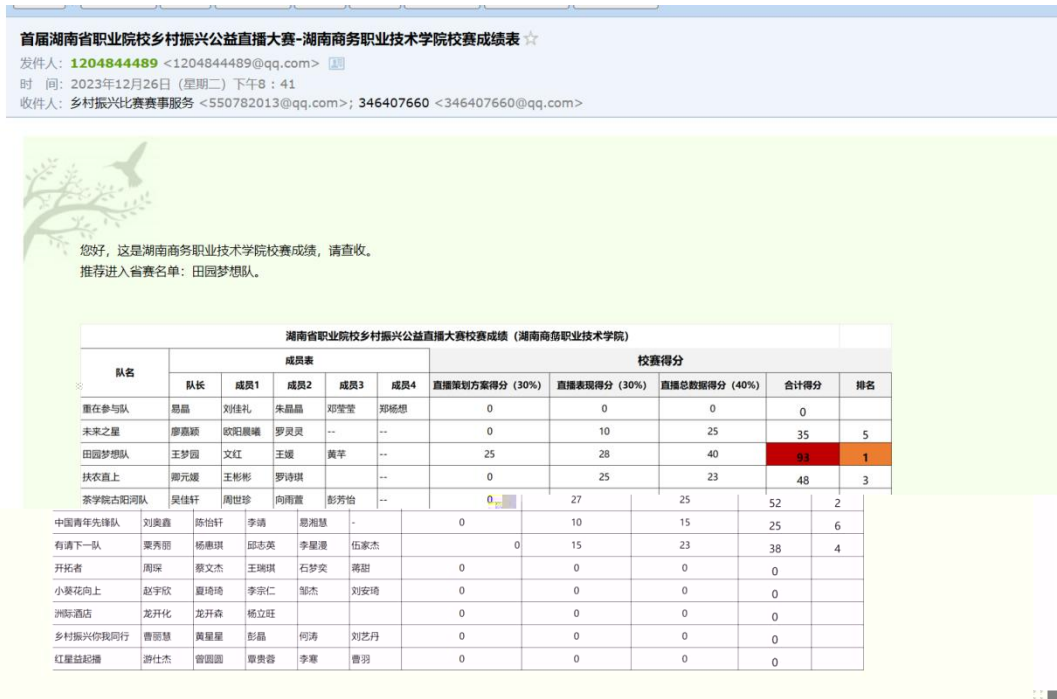 首届湖南省职业院校乡村振兴公益直播大赛-湖南商务职业技术学院校赛成绩表
发件人：1204844489 <1204844489@qq.com>
时 间：2023年12月26日（星期二）下午8：41
收件人：乡村振兴比赛赛事服务 <550782013@qq.com>; 346407660 <346407660@qq.com>
您好，这是湖南商务职业技术学院校赛成绩，请查收。
推荐进入省赛名单：田园梦想队。
湖南省职业院校乡村振兴公益直播大赛校赛成绩（湖南商务职业技术学院）
队名 成员表 校赛得分
队长 成员1 成员2 成员3 成员4 直播策划方案得分（30%） 直播表现得分（30%） 直播总数据得分（40%） 合计得分 排名
重在参与队 易晶 刘佳礼 朱晶晶 邓莹莹 郑杨想 0 0 0 0
未来之星 廖嘉颖 欧阳晨曦 罗灵灵 -- -- 0 10 25 35 5
田园梦想队 王梦园 文红 王媛 黄芊 -- 25 28 40 93 1
扶农直上 卿元媛 王彬彬 罗诗琪 -- 0 25 23 48 3
茶学院古阳河队 吴佳轩 周世珍 向雨萱 彭芳怡 -- 0 27 25 52 2
中国青年先锋队 刘奥鑫 陈怡轩 李靖 易湘慧 - 0 10 15 25 6
有请下一队 栗秀丽 杨惠琪 邱志英 李星漫 伍家杰 0 15 23 38 4
开拓者 周琛 蔡文杰 王瑞琪 石梦奕 蒋甜 0 0 0 0
小葵花向上 赵宇欣 夏琦琦 李宗仁 邹杰 刘安琦 0 0 0 0
洲际酒店 龙开化 龙开森 杨立旺 0 0 0 0
乡村振兴你我同行 曹丽慧 黄星星 彭晶 何涛 刘艺丹 0 0 0 0
红星益起播 游仕杰 曾圆圆 覃贵蓉 李寒 曹羽 0 0 0 0